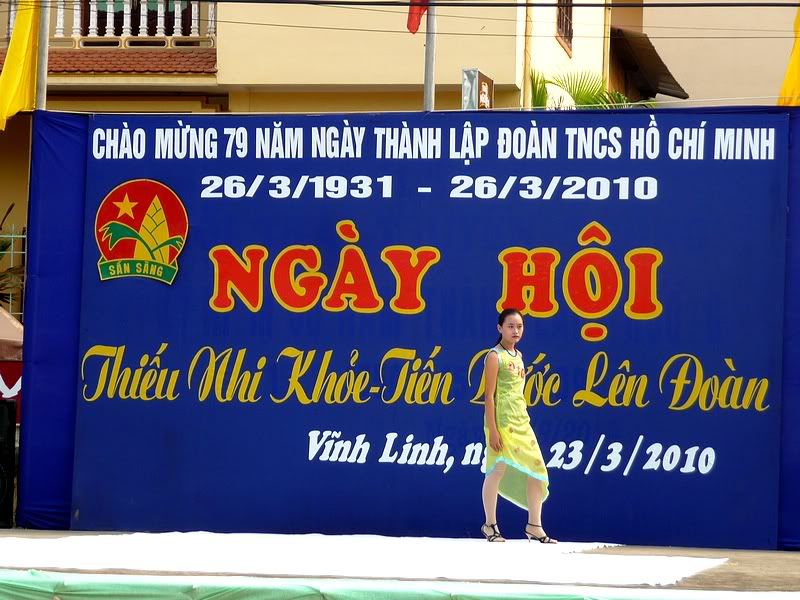 CHÀO MỪNG 79 NĂM NGÀY THÀNH LẬP ĐOÀN TNCS HỒ CHÍ MINH
26/3/1931 - 26/3/2010
SẴN SÀNG
NGÀY HỘI
Thiếu Nhi Khỏe-Tiến Bước Lên Đoàn
Vĩnh Linh, 23/3/2010